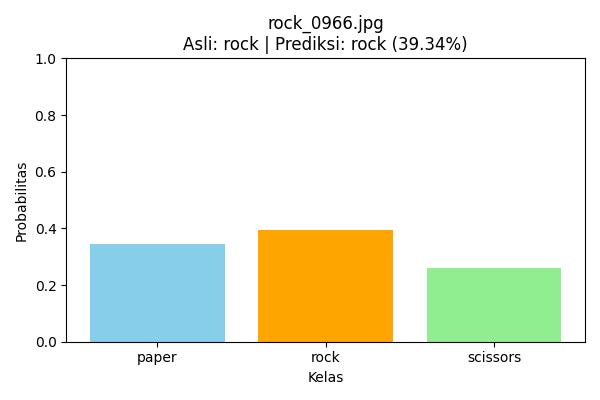 rock_0966.jpg
Asli: rock | Prediksi: rock (39.34%)
1.0
0.8
0.6
0.4
0.2
0.0
Probabilitas
paper rock scissors
Kelas